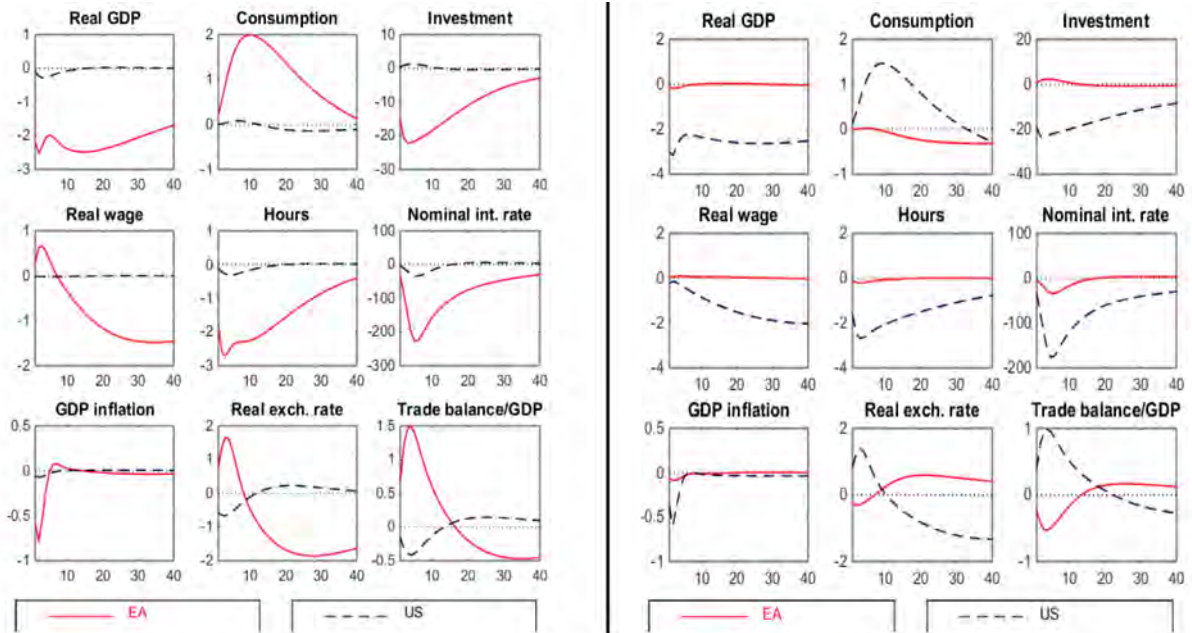 Real GDP Consumption Investment
1 2 10
0
-1 1 -10
-2 0 -20
-3 -1 -30
10 20 30 40 10 20 30 40 10 20 30 40
Real wage Hours Nominal int. rate
1 1 100
0 0 0
-1 -100
-1 -2 -200
-2 -3 -300
10 20 30 40 10 20 30 40 10 20 30 40
GDP inflation Real exch. rate Trade balance/GDP
0.5 2 1.5
0 1 1
0 0.5
-0.5 -1 0
-1 -2 -0.5
10 20 30 40 10 20 30 40 10 20 30 40
EA US
Real GDP Consumption Investment
2 2 20
0 1 0
-2 0 -20
-4 -1 -40
10 20 30 40 10 20 30 40 10 20 30 40
Real wage Hours Nominal int. rate
2 2 100
0 0 0
-2 -2 -100
-4 -4 -200
10 20 30 40 10 20 30 40 10 20 30 40
GDP inflation Real exch. rate Trade balance/GDP
0.5 2 1
0
-0.5 0 0
-1 -2 -1
10 20 30 40 10 20 30 40 10 20 30 40
EA US